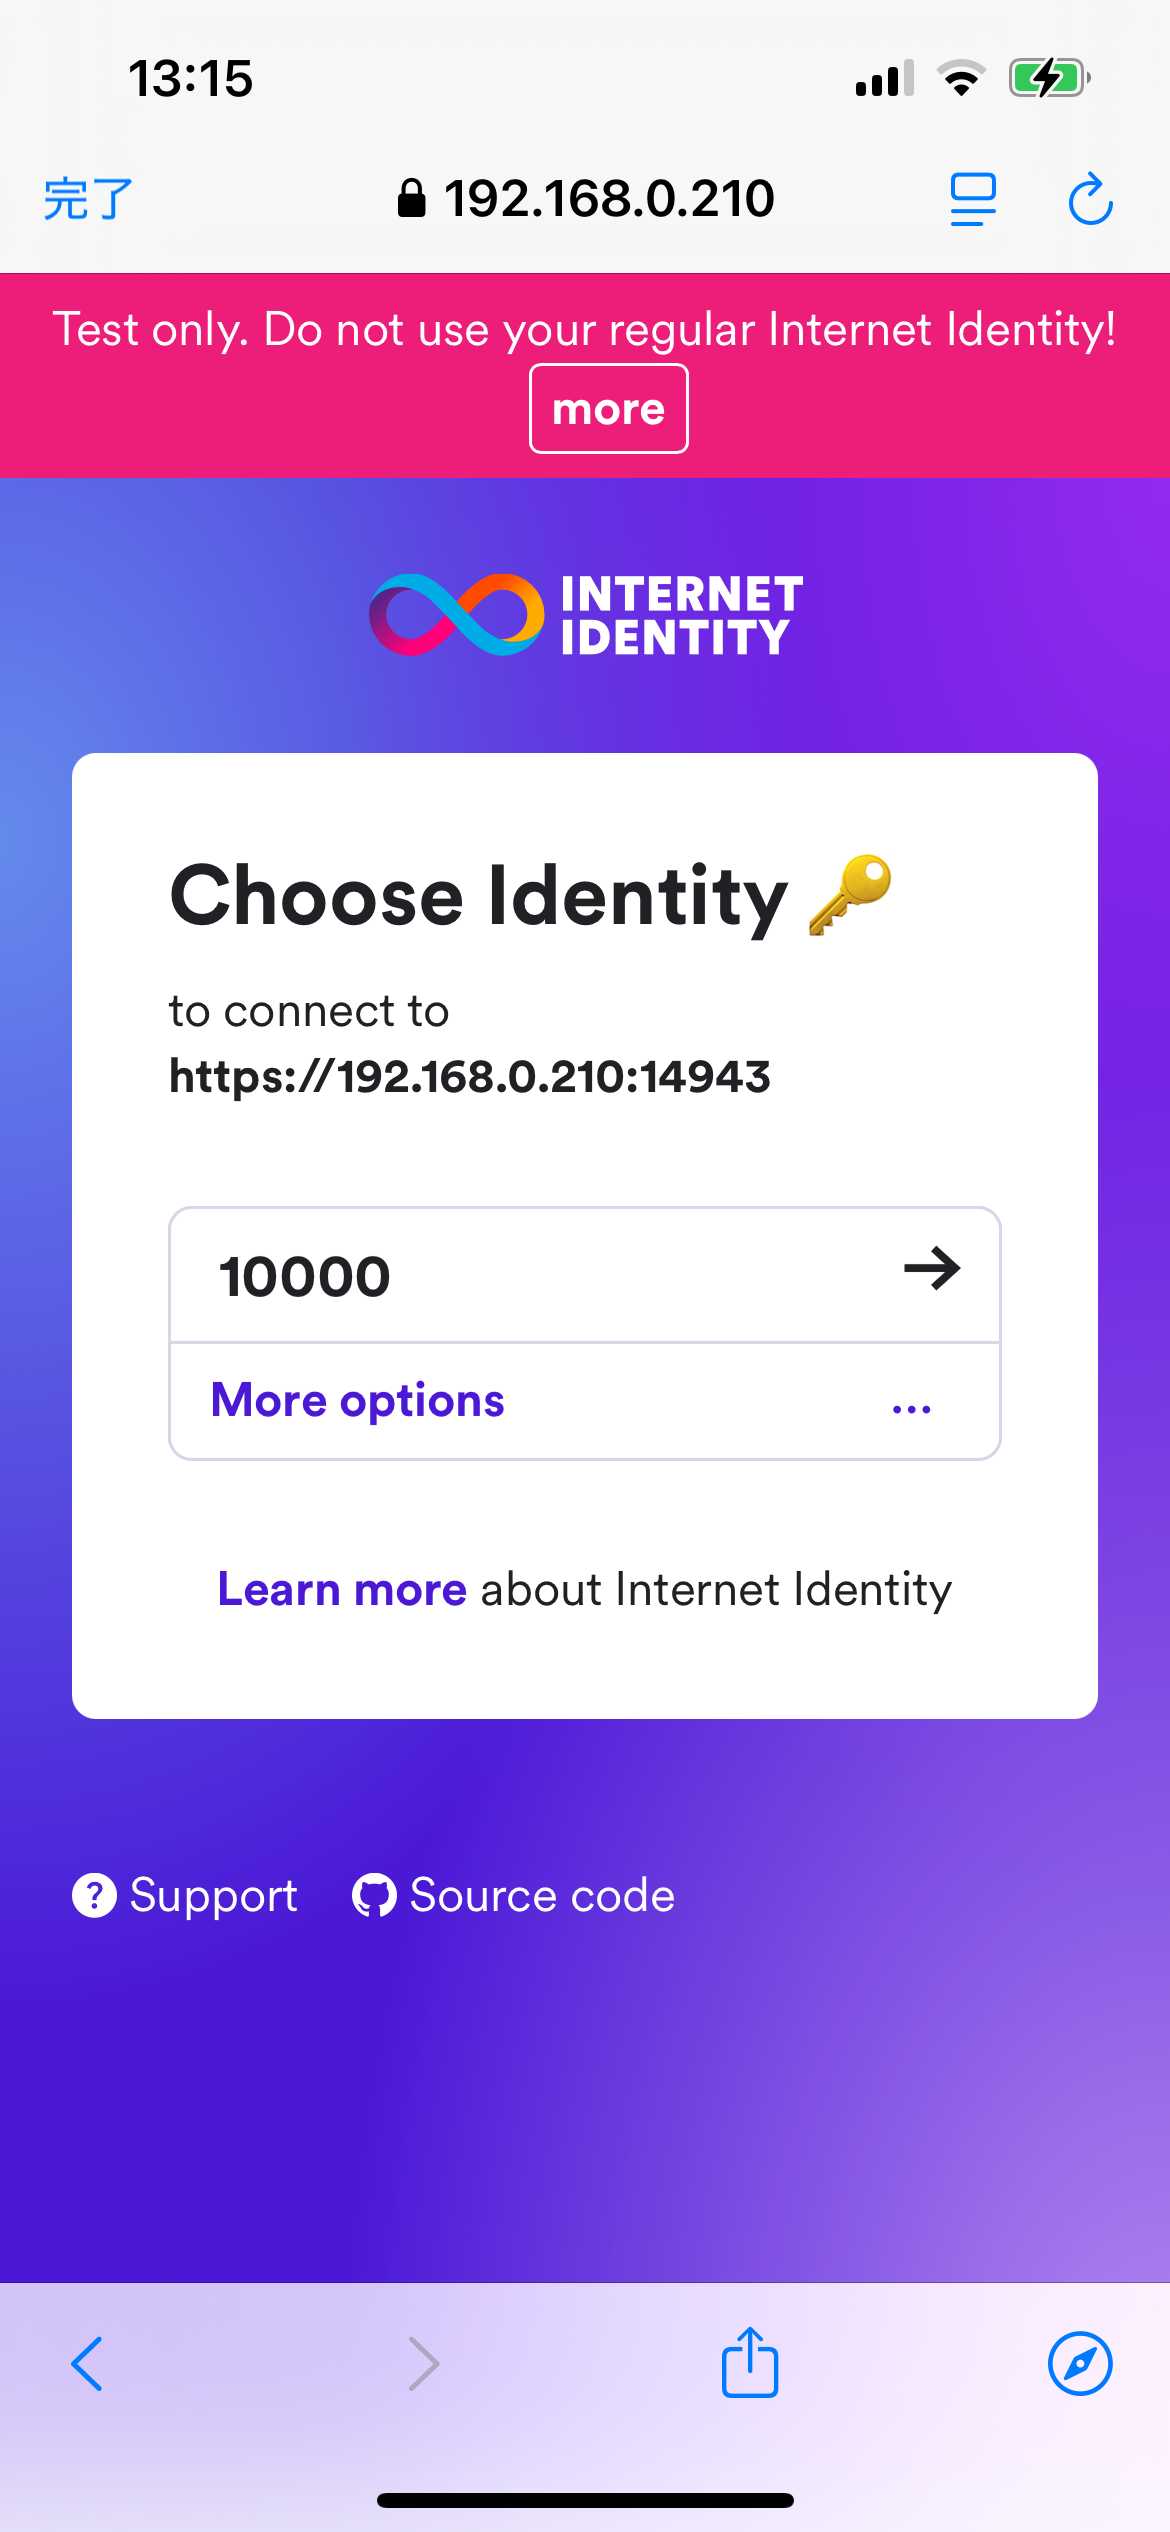 13:15
完了
192.168.0.210
Test only. Do not use your regular Internet Identity!
more
INTERNET
IDENTITY
Choose Identity 🔑
to connect to
https://192.168.0.210:14943
10000
More options ...
Learn more about Internet Identity
Support Source code